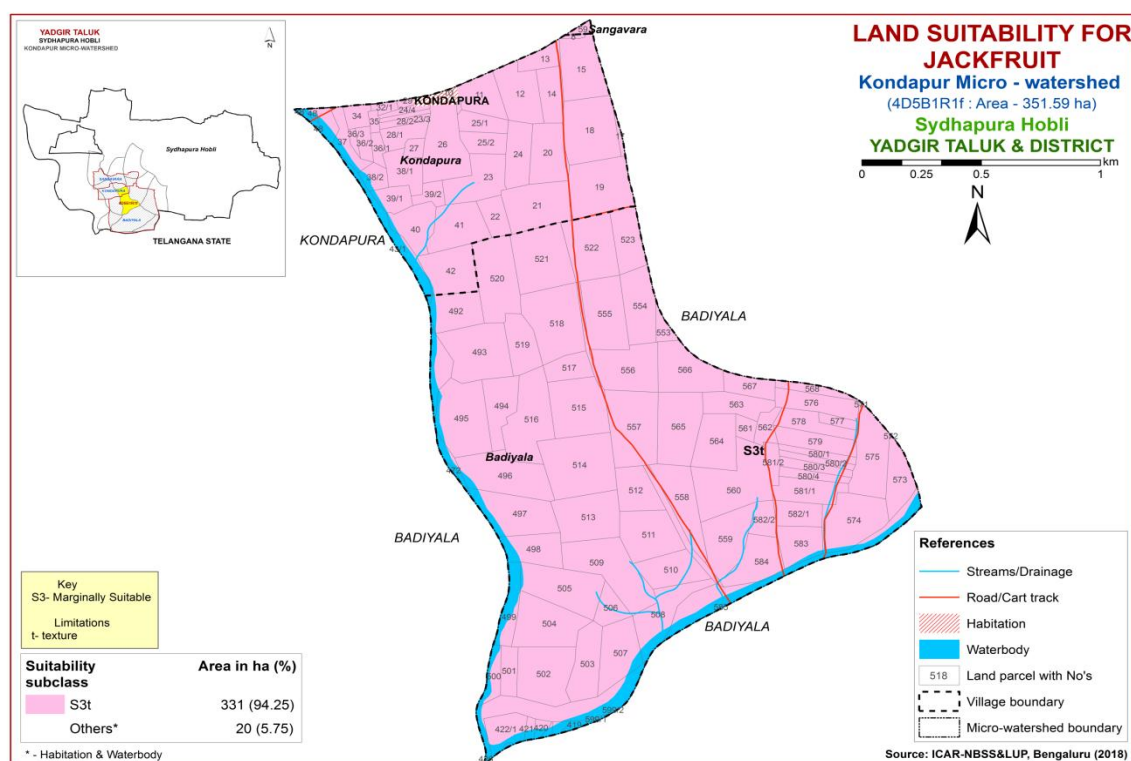 YADGIR TALUK
SYDHAPURA HOBLI
KONDAPUR MICRO-WATERSHED
N
Sydhapura Hobli
TELANGANA STATE
LAND SUITABILITY FOR
JACKFRUIT
Kondapur Micro - watershed
(4D5B1R1f : Area - 351.59 ha)
Sydhapura Hobli
YADGIR TALUK & DISTRICT
km
0 0.25 0.5 1
N
Sangavara
13
15
KONDAPURA
11
12
14
32/1
24/4
34
35
28/2
23/3
18
36/3
28/1
25/1
37
36/2
36/1
27
26
25/2
Kondapura
24
20
38/1
38/2
23
19
39/1
39/2
21
22
40
41
KONDAPURA
522
523
521
42
520
492
554
555
BADIYALA
518
553
519
493
517
556
566
567
568
494
515
563
576
495
516
557
565
561
562
578
577
564
579
S3t
580/1
575
Badiyala
514
581/2
580/3
580/2
496
580/4
573
512
558
560
581/1
497
513
582/2
582/1
574
511
559
583
BADIYALA
498
509
510
584
505
506
508
504
BADIYALA
507
503
501
502
500
422/1
421
420
419
Key
S3- Marginally Suitable
Limitations
t- texture
Suitability
subclass
Area in ha (%)
S3t 331 (94.25)
Others* 20 (5.75)
* - Habitation & Waterbody
References
Streams/Drainage
Road/Cart track
Habitation
Waterbody
518 Land parcel with No's
Village boundary
Micro-watershed boundary
Source: ICAR-NBSS&LUP, Bengaluru (2018)